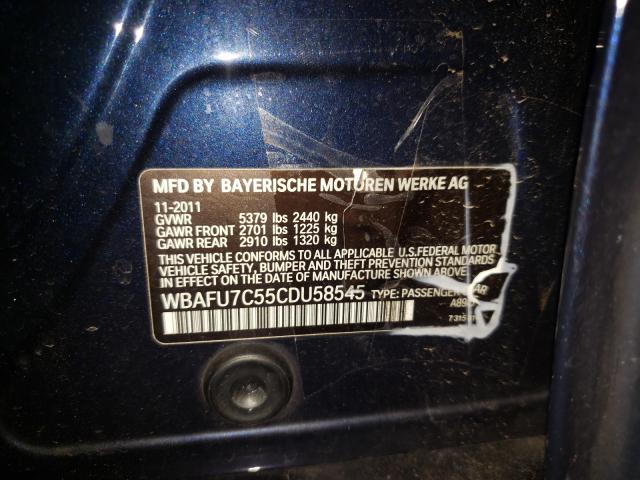 MFD BY BAYERISCHE MOTOREN WERKE AG
11-2011
GVWR 5379 lbs 2440 kg
GAWR FRONT 2701 lbs 1225 kg
GAWR REAR 2910 lbs 1320 kg
THIS VEHICLE CONFORMS TO ALL APPLICABLE U.S.FEDERAL MOTOR
VEHICLE SAFETY, BUMPER AND THEFT PREVENTION STANDARDS
IN EFFECT ON THE DATE OF MANUFACTURE SHOWN ABOVE.
WBAFU7C55CDU58545 TYPE: PASSENGER CAR